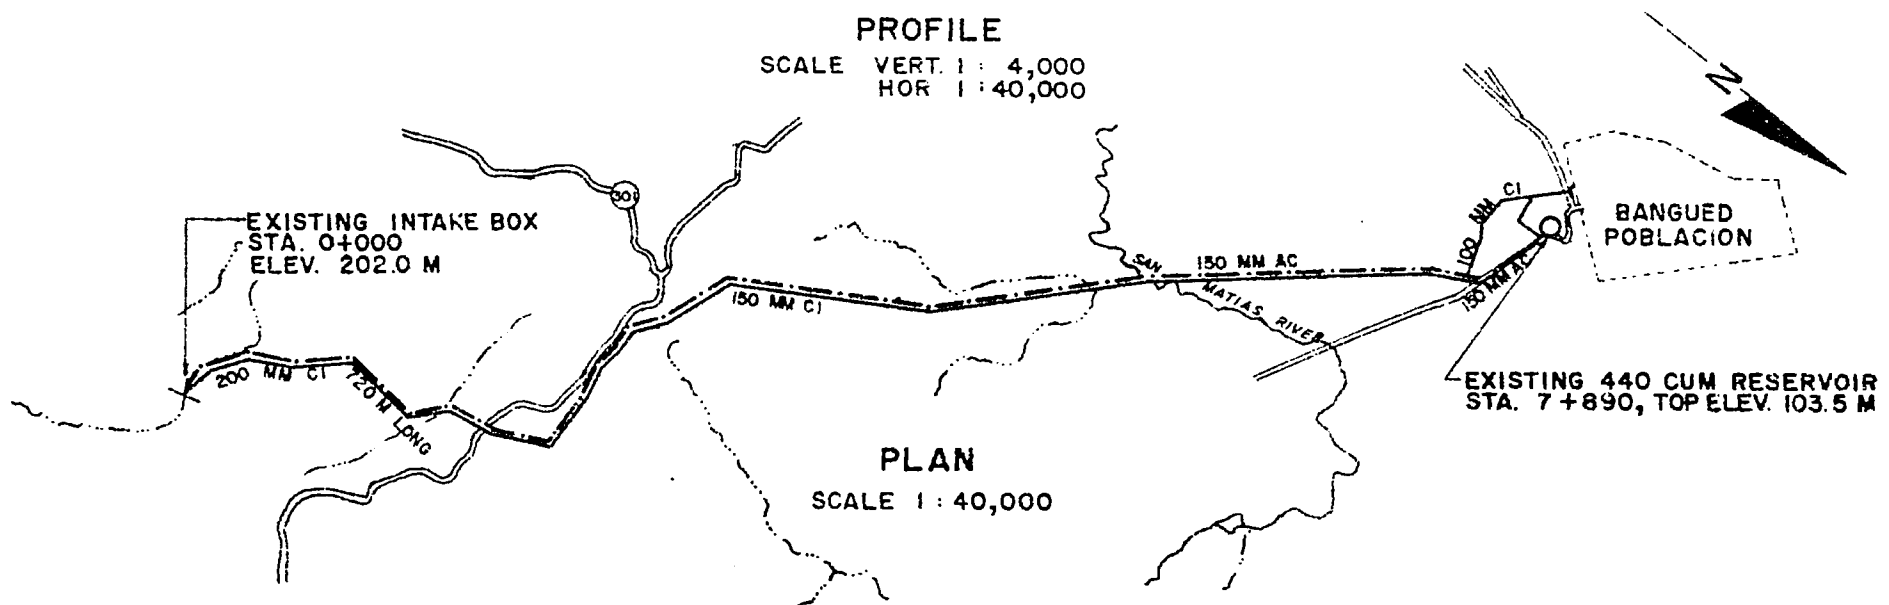 PROFILE
SCALE VERT. 1 : 4,000
HOR 1 : 40,000
N
301
EXISTING INTAKE BOX
STA. 0+000
ELEV. 202.0 M
200 MM CI
720 M LONG
150 MM CI
SAN MATIAS RIVER
150 MM AC
100 MM CI
150 MM AC
BANGUED
POBLACION
EXISTING 440 CUM RESERVOIR
STA. 7+890, TOP ELEV. 103.5 M
PLAN
SCALE 1 : 40,000